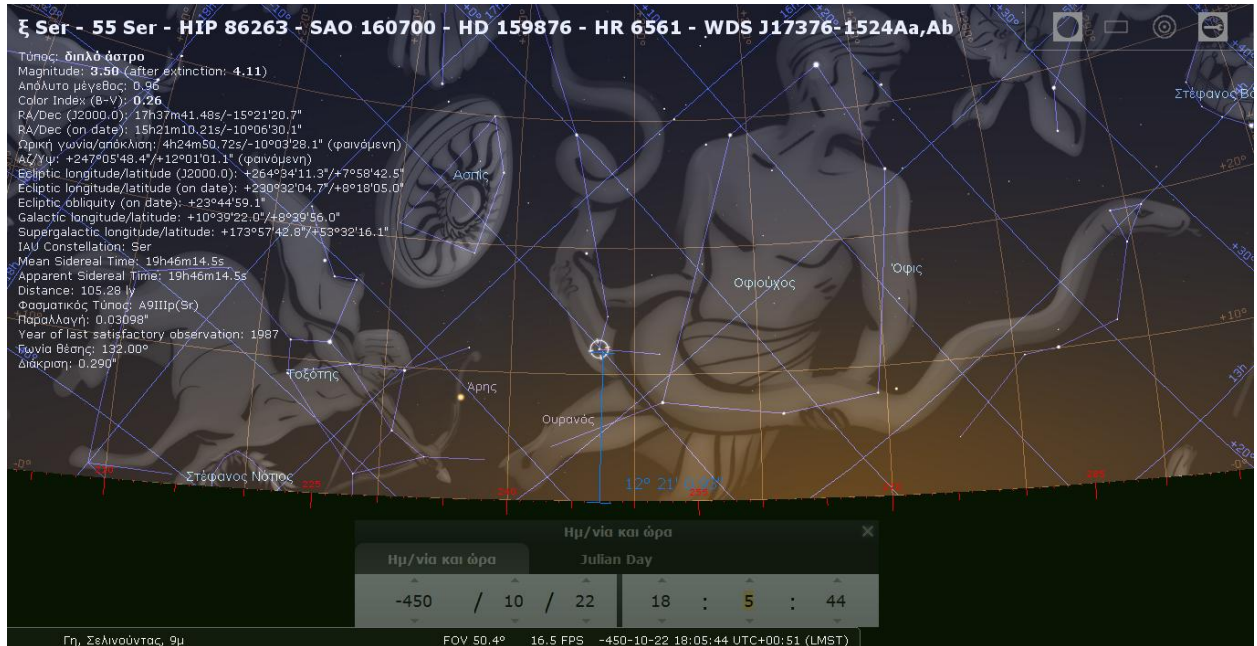 ξ Ser - 55 Ser - HIP 86263 - SAO 160700 - HD 159876 - HR 6561 - WDS J17376-1524Aa,Ab
Τύπος: διπλό άστρο
Magnitude: 3.50 (after extinction: 4.11)
Απόλυτο μέγεθος: 0.96
Color Index (B-V): 0.26
RA/Dec (J2000.0): 17h37m41.48s/-15°21'20.7"
RA/Dec (on date): 15h21m10.21s/-10°06'30.1"
Ωρική γωνία/απόκλιση: 4h24m50.72s/-10°03'28.1" (φαινόμενη)
Αζ/Υψ: +247°05'48.4"/+12°01'01.1" (φαινόμενη)
Ecliptic longitude/latitude (J2000.0): +264°34'11.3"/+7°58'42.5"
Ecliptic longitude/latitude (on date): +230°32'04.7"/+8°18'05.0"
Ecliptic obliquity (on date): +23°44'59.1"
Galactic longitude/latitude: +10°39'22.0"/+8°39'56.0"
Supergalactic longitude/latitude: +173°57'42.8"/+53°32'16.1"
IAU Constellation: Ser
Mean Sidereal Time: 19h46m14.5s
Apparent Sidereal Time: 19h46m14.5s
Distance: 105.28 ly
Φασματικός Τύπος: A9IIIp(Sr)
Παραλλαγή: 0.03098"
Year of last satisfactory observation: 1987
Γωνία θέσης: 132.00°
Διάκριση: 0.290"
Στέφανος
Ασπίς
Οφιούχος
Όφις
Τοξότης
Άρης
Ουρανός
Στέφανος Νότιος
+20°
+10°
+30°
13h
+20°
-0°
12° 21'
Ημ/νία και ώρα
Ημ/νία και ώρα Julian Day
-450 / 10 / 22 18 : 5 : 44
Γη, Σελινούντας, 9μ FOV 50.4° 16.5 FPS -450-10-22 18:05:44 UTC+00:51 (LMST)